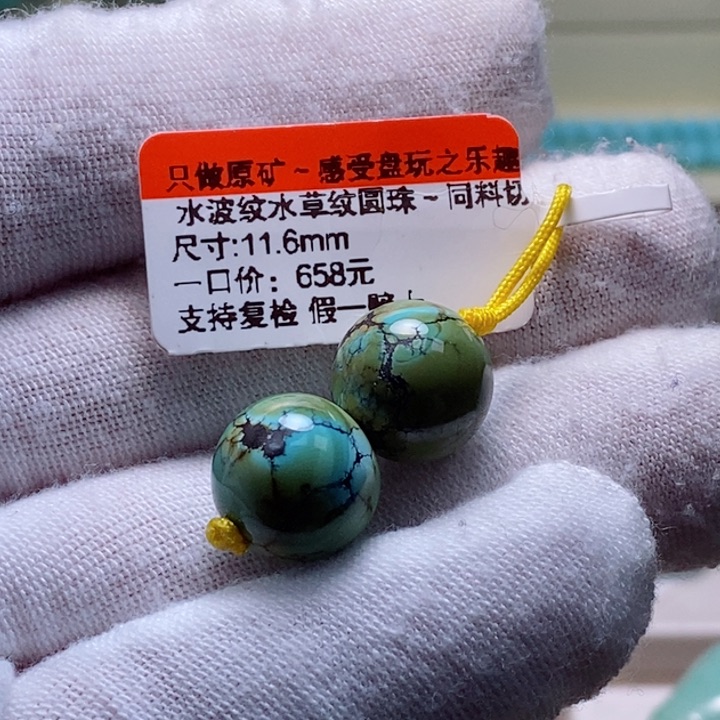 只做原矿~感受盘玩之乐趣
水波纹水草纹圆珠~同料切
尺寸:11.6mm
一口价：658元
支持复检 假一赔